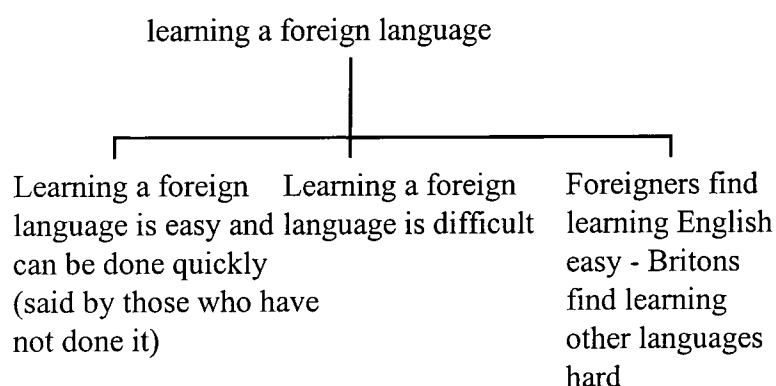 learning a foreign language
Learning a foreign
language is easy and
can be done quickly
(said by those who have
not done it)
Learning a foreign
language is difficult
Foreigners find
learning English
easy - Britons
find learning
other languages
hard